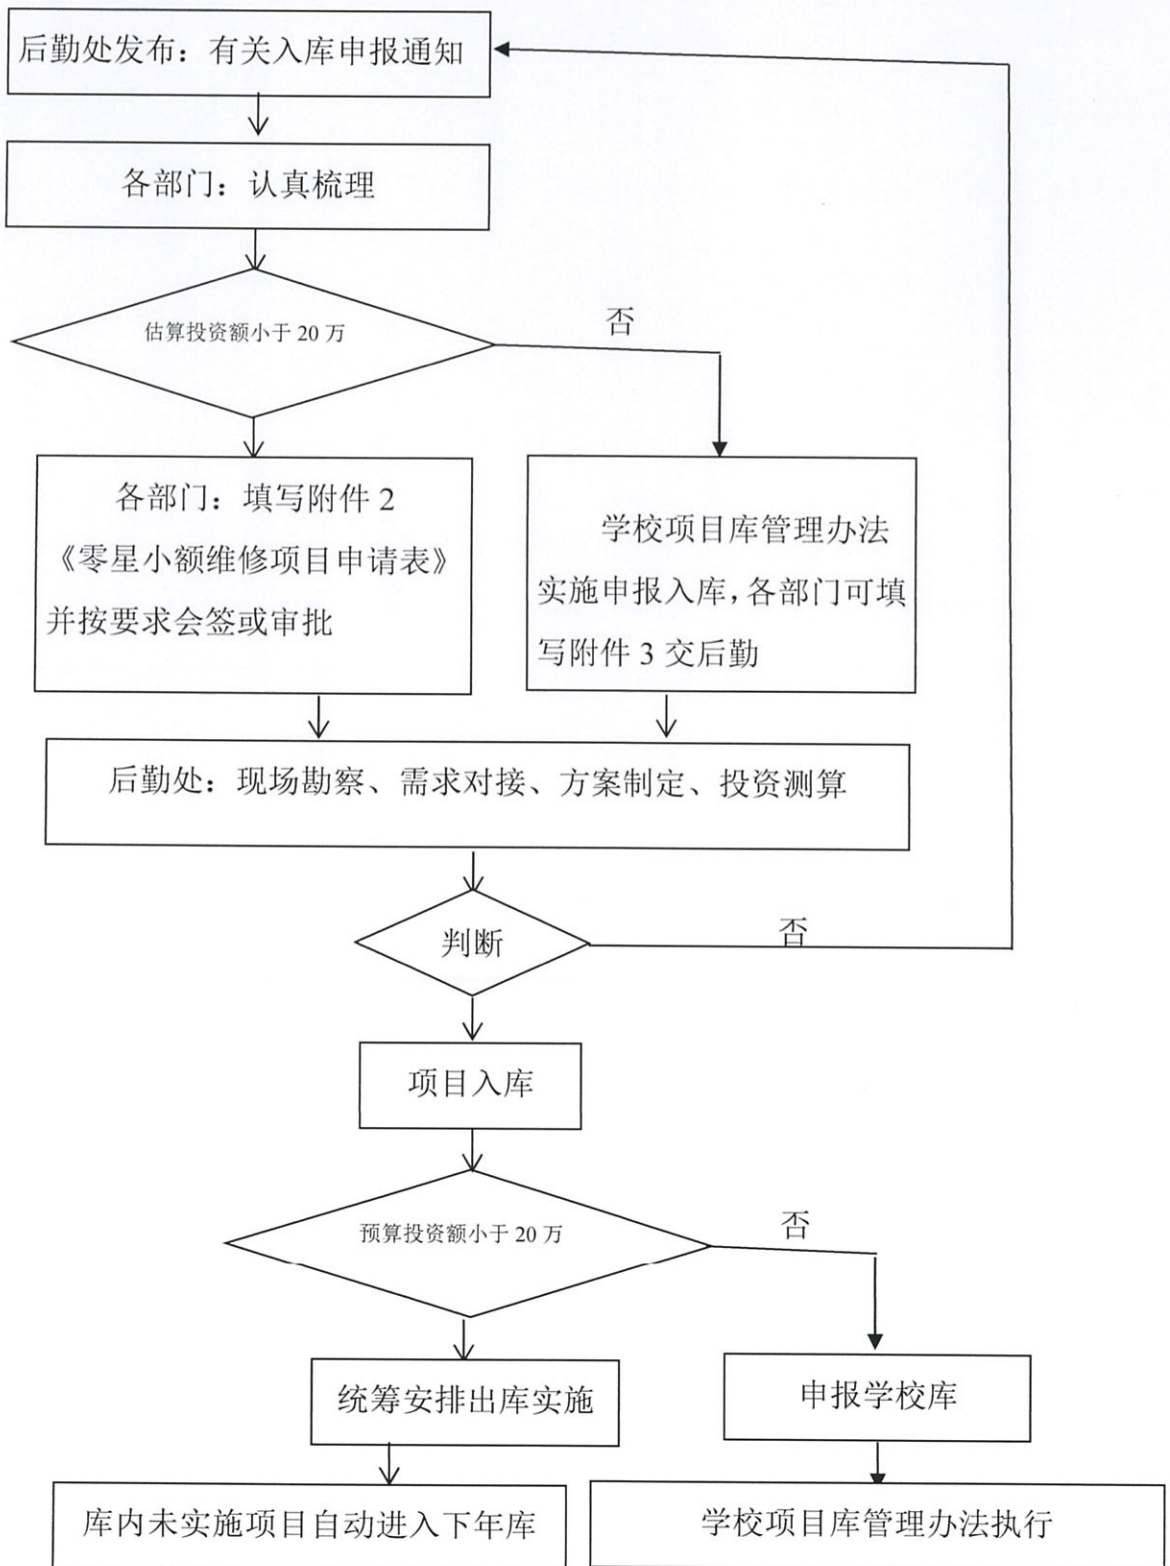 后勤处发布：有关入库申报通知
各部门：认真梳理
估算投资额小于 20 万
否
各部门：填写附件 2
《零星小额维修项目申请表》
并按要求会签或审批
学校项目库管理办法
实施申报入库，各部门可填
写附件 3 交后勤
后勤处：现场勘察、需求对接、方案制定、投资测算
判断
否
项目入库
预算投资额小于 20 万
否
统筹安排出库实施
申报学校库
库内未实施项目自动进入下年库
学校项目库管理办法执行